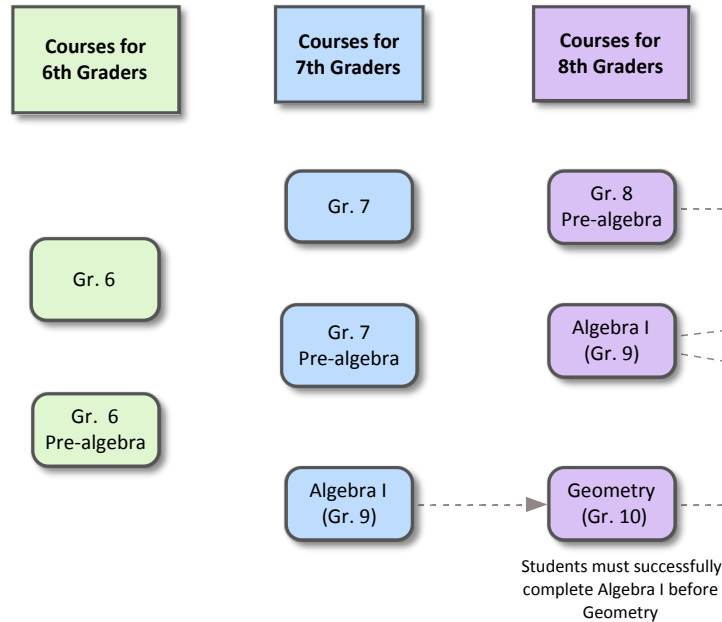 Courses for
6th Graders
Courses for
7th Graders
Courses for
8th Graders
Gr. 6
Gr. 6
Pre-algebra
Gr. 7
Gr. 7
Pre-algebra
Algebra I
(Gr. 9)
Gr. 8
Pre-algebra
Algebra I
(Gr. 9)
Geometry
(Gr. 10)
Students must successfully
complete Algebra I before
Geometry